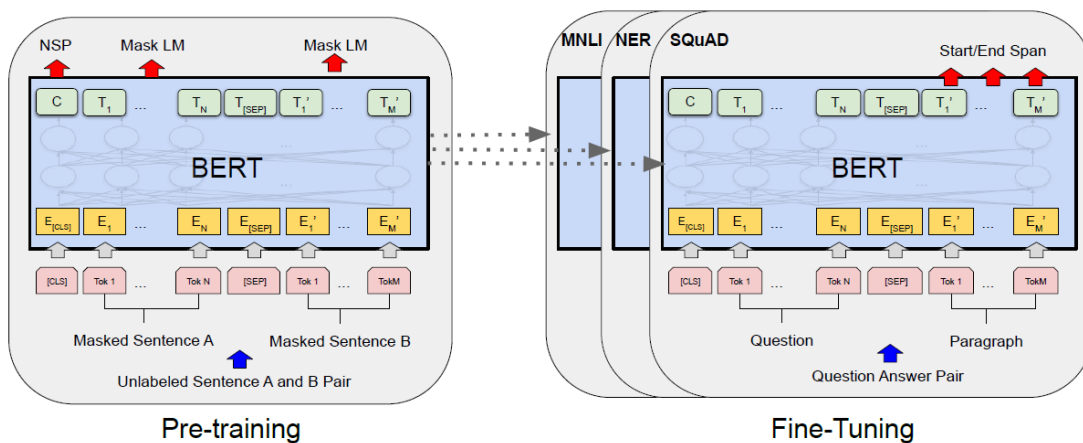 NSP Mask LM Mask LM
C T1 ... TN T[SEP] T1' ... TM'
...
BERT
...
E[CLS] E1 ... EN E[SEP] E1' ... EM'
[CLS] Tok 1 ... Tok N [SEP] Tok 1 ... TokM
Masked Sentence A Masked Sentence B
Unlabeled Sentence A and B Pair
Pre-training
MNLI NER SQuAD
Start/End Span
C T1 ... TN T[SEP] T1' ... TM'
...
BERT
...
E[CLS] E1 ... EN E[SEP] E1' ... EM'
[CLS] Tok 1 ... Tok N [SEP] Tok 1 ... TokM
Question Paragraph
Question Answer Pair
Fine-Tuning